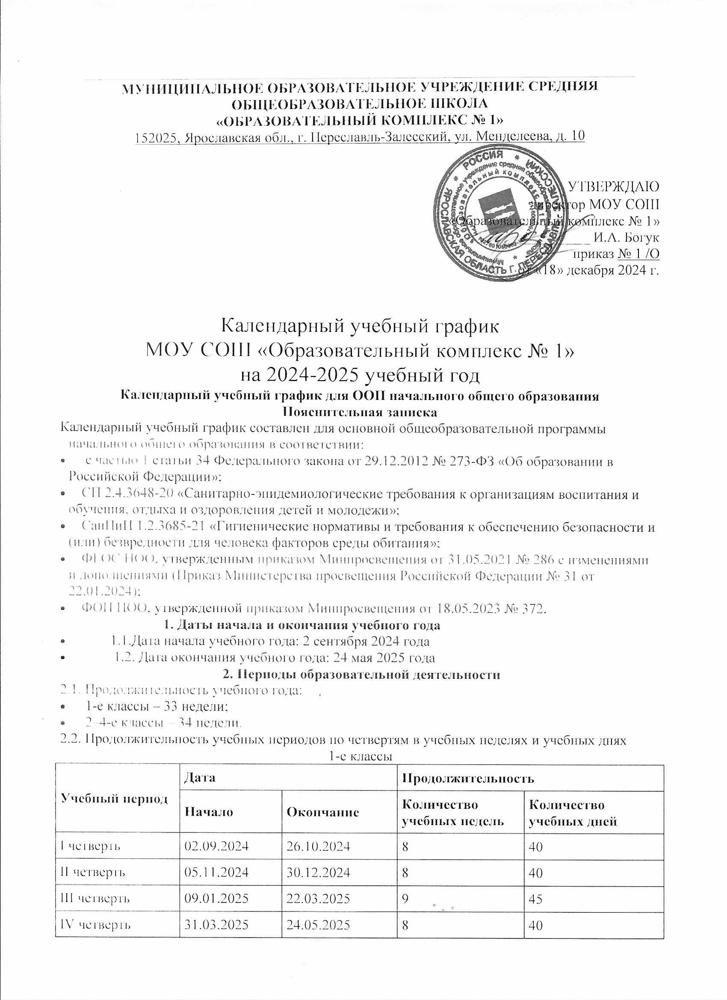 МУНИЦИПАЛЬНОЕ ОБРАЗОВАТЕЛЬНОЕ УЧРЕЖДЕНИЕ СРЕДНЯЯ
ОБЩЕОБРАЗОВАТЕЛЬНОЕ ШКОЛА
«ОБРАЗОВАТЕЛЬНЫЙ КОМПЛЕКС № 1»
152025, Ярославская обл., г. Переславль-Залесский, ул. Менделеева, д. 10
РОССИЯ
ЯРОСЛАВСКАЯ ОБЛАСТЬ Г. ПЕРЕСЛАВЛЬ - ЗАЛЕССКИЙ
УТВЕРЖДАЮ
директор МОУ СОШ
«Образовательный комплекс № 1»
И.А. Богук
приказ № 1 /О
от «18» декабря 2024 г.
Календарный учебный график
МОУ СОШ «Образовательный комплекс № 1»
на 2024-2025 учебный год
Календарный учебный график для ООП начального общего образования
Пояснительная записка
Календарный учебный график составлен для основной общеобразовательной программы
начального общего образования в соответствии:
• с частью 1 статьи 34 Федерального закона от 29.12.2012 № 273-ФЗ «Об образовании в
Российской Федерации»;
• СП 2.4.3648-20 «Санитарно-эпидемиологические требования к организациям воспитания и
обучения, отдыха и оздоровления детей и молодежи»;
• СанПиН 1.2.3685-21 «Гигиенические нормативы и требования к обеспечению безопасности и
(или) безвредности для человека факторов среды обитания»;
• ФГОС НОО, утвержденным приказом Минпросвещения от 31.05.2021 № 286 с изменениями
и дополнениями (Приказ Министерства просвещения Российской Федерации № 31 от
22.01.2024);
• ФОП НОО, утвержденной приказом Минпросвещения от 18.05.2023 № 372.
1. Даты начала и окончания учебного года
• 1.1.Дата начала учебного года: 2 сентября 2024 года
• 1.2. Дата окончания учебного года: 24 мая 2025 года
2. Периоды образовательной деятельности
2.1. Продолжительность учебного года:
• 1-е классы – 33 недели;
• 2–4-е классы – 34 недели.
2.2. Продолжительность учебных периодов по четвертям в учебных неделях и учебных днях
1-е классы
Учебный период Дата Продолжительность
Начало Окончание Количество учебных недель Количество учебных дней
I четверть 02.09.2024 26.10.2024 8 40
II четверть 05.11.2024 30.12.2024 8 40
III четверть 09.01.2025 22.03.2025 9 45
IV четверть 31.03.2025 24.05.2025 8 40